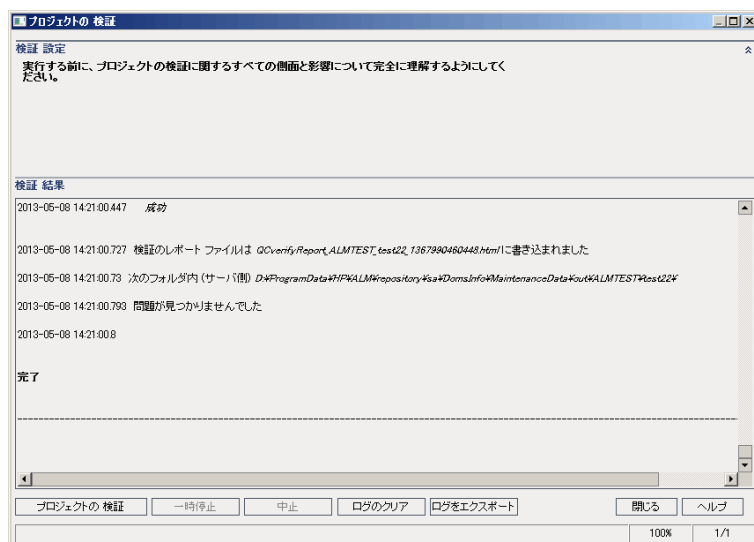 プロジェクトの 検証
検証 設定
実行する前に、プロジェクトの検証に関するすべての側面と影響について完全に理解するようにしてく
ださい。
検証 結果
2013-05-08 14:21:00.447 成功
2013-05-08 14:21:00.727 検証のレポート ファイルは QCverifyReport_ALMTEST_test22_1367990460448.htmlに書き込まれました
2013-05-08 14:21:00.73 次のフォルダ内 (サーバ側) D:¥ProgramData¥HP¥ALM¥repository¥sa¥DomsInfo¥MaintenanceData¥out¥ALMTEST¥test22¥
2013-05-08 14:21:00.793 問題が見つかりませんでした
2013-05-08 14:21:00.8
完了
プロジェクトの 検証 一時停止 中止 ログのクリア ログをエクスポート 閉じる ヘルプ
100% 1/1